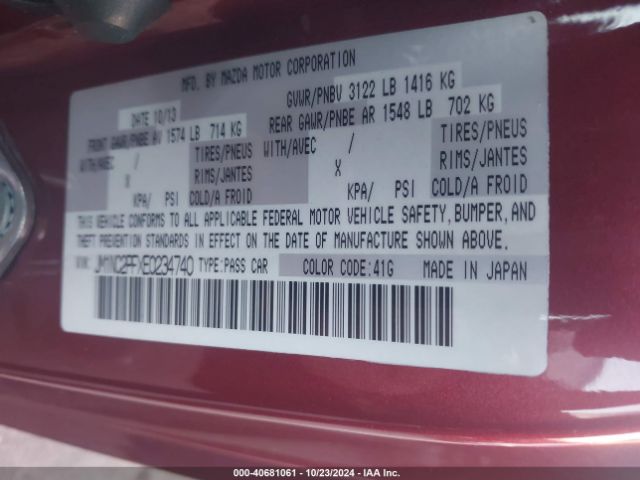 MFD. BY MAZDA MOTOR CORPORATION
DATE 10/13 GVWR/PNBV 3122 LB 1416 KG
FRONT GAWR/PNBE AV 1574 LB 714 KG REAR GAWR/PNBE AR 1548 LB 702 KG
WITH/AVEC / TIRES/PNEUS WITH/AVEC / TIRES/PNEUS
X RIMS/JANTES X RIMS/JANTES
KPA/ PSI COLD/A FROID KPA/ PSI COLD/A FROID
THIS VEHICLE CONFORMS TO ALL APPLICABLE FEDERAL MOTOR VEHICLE SAFETY, BUMPER, AND
THEFT PREVENTION STANDARDS IN EFFECT ON THE DATE OF MANUFACTURE SHOWN ABOVE.
VIN: JM1NC2PFXE0234740 TYPE:PASS CAR COLOR CODE:41G MADE IN JAPAN
000-40681061 - 10/23/2024 - IAA Inc.